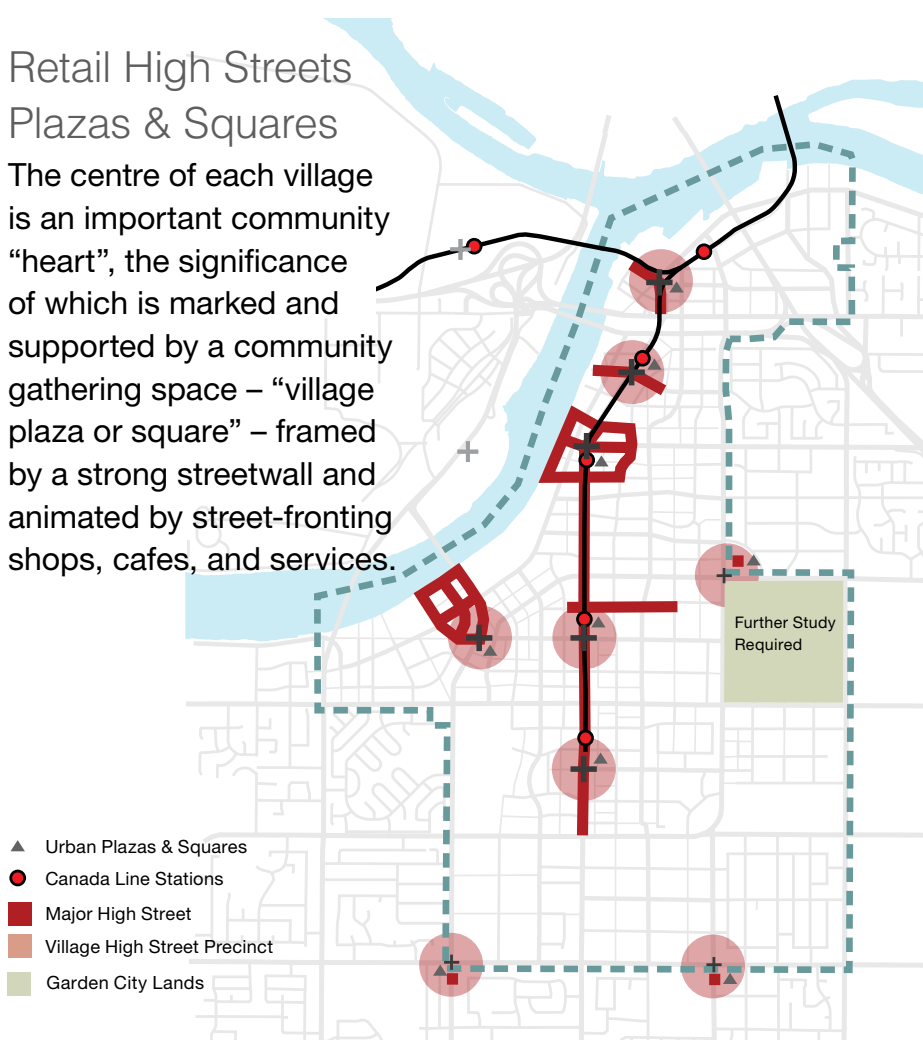 Retail High Streets
Plazas & Squares
The centre of each village
is an important community
“heart”, the significance
of which is marked and
supported by a community
gathering space – “village
plaza or square” – framed
by a strong streetwall and
animated by street-fronting
shops, cafes, and services.
Further Study
Required
Urban Plazas & Squares
Canada Line Stations
Major High Street
Village High Street Precinct
Garden City Lands